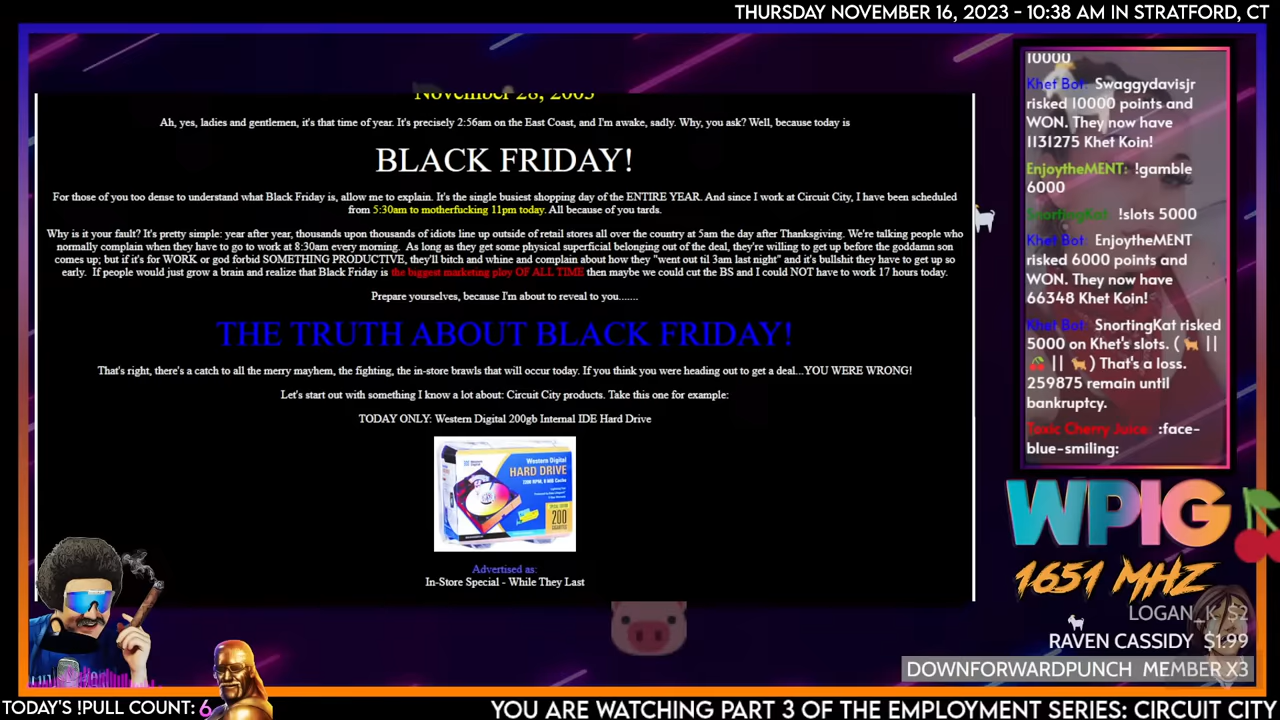 THURSDAY NOVEMBER 16, 2023 - 10:38 AM IN STRATFORD, CT
November 28, 2003
Ah, yes, ladies and gentlemen, it's that time of year. It's precisely 2:56am on the East Coast, and I'm awake, sadly. Why, you ask? Well, because today is
BLACK FRIDAY!
For those of you too dense to understand what Black Friday is, allow me to explain. It's the single busiest shopping day of the ENTIRE YEAR. And since I work at Circuit City, I have been scheduled
from 5:30am to motherfucking 11pm today. All because of you tards.
Why is it your fault? It's pretty simple: year after year, thousands upon thousands of idiots line up outside of retail stores all over the country at 5am the day after Thanksgiving. We're talking people who
normally complain when they have to go to work at 8:30am every morning. As long as they get some physical superficial belonging out of the deal, they're willing to get up before the goddamn son
comes up; but if it's for WORK or god forbid SOMETHING PRODUCTIVE, they'll bitch and whine and complain about how they "went out til 3am last night" and it's bullshit they have to get up so
early. If people would just grow a brain and realize that Black Friday is the biggest marketing ploy OF ALL TIME then maybe we could cut the BS and I could NOT have to work 17 hours today.
Prepare yourselves, because I'm about to reveal to you.......
THE TRUTH ABOUT BLACK FRIDAY!
That's right, there's a catch to all the merry mayhem, the fighting, the in-store brawls that will occur today. If you think you were heading out to get a deal...YOU WERE WRONG!
Let's start out with something I know a lot about: Circuit City products. Take this one for example:
TODAY ONLY: Western Digital 200gb Internal IDE Hard Drive
Western Digital
HARD DRIVE
200
Advertised as:
In-Store Special - While They Last
10000
Khet Bot: Swaggydavisjr
risked 10000 points and
WON. They now have
1131275 Khet Koin!
EnjoytheMENT: !gamble
6000
SnortingKat: !slots 5000
Khet Bot: EnjoytheMENT
risked 6000 points and
WON. They now have
66348 Khet Koin!
Khet Bot: SnortingKat risked
5000 on Khet's slots. ( 🐈 ||
🍒 || 🐈 ) That's a loss.
259875 remain until
bankruptcy.
Toxic Cherry Juice: :face-
blue-smiling:
WPIG
1651 MHZ
LOGAN_K $2
RAVEN CASSIDY $1.99
DOWNFORWARDPUNCH MEMBER X3
TODAY'S !PULL COUNT: 6
YOU ARE WATCHING PART 3 OF THE EMPLOYMENT SERIES: CIRCUIT CITY